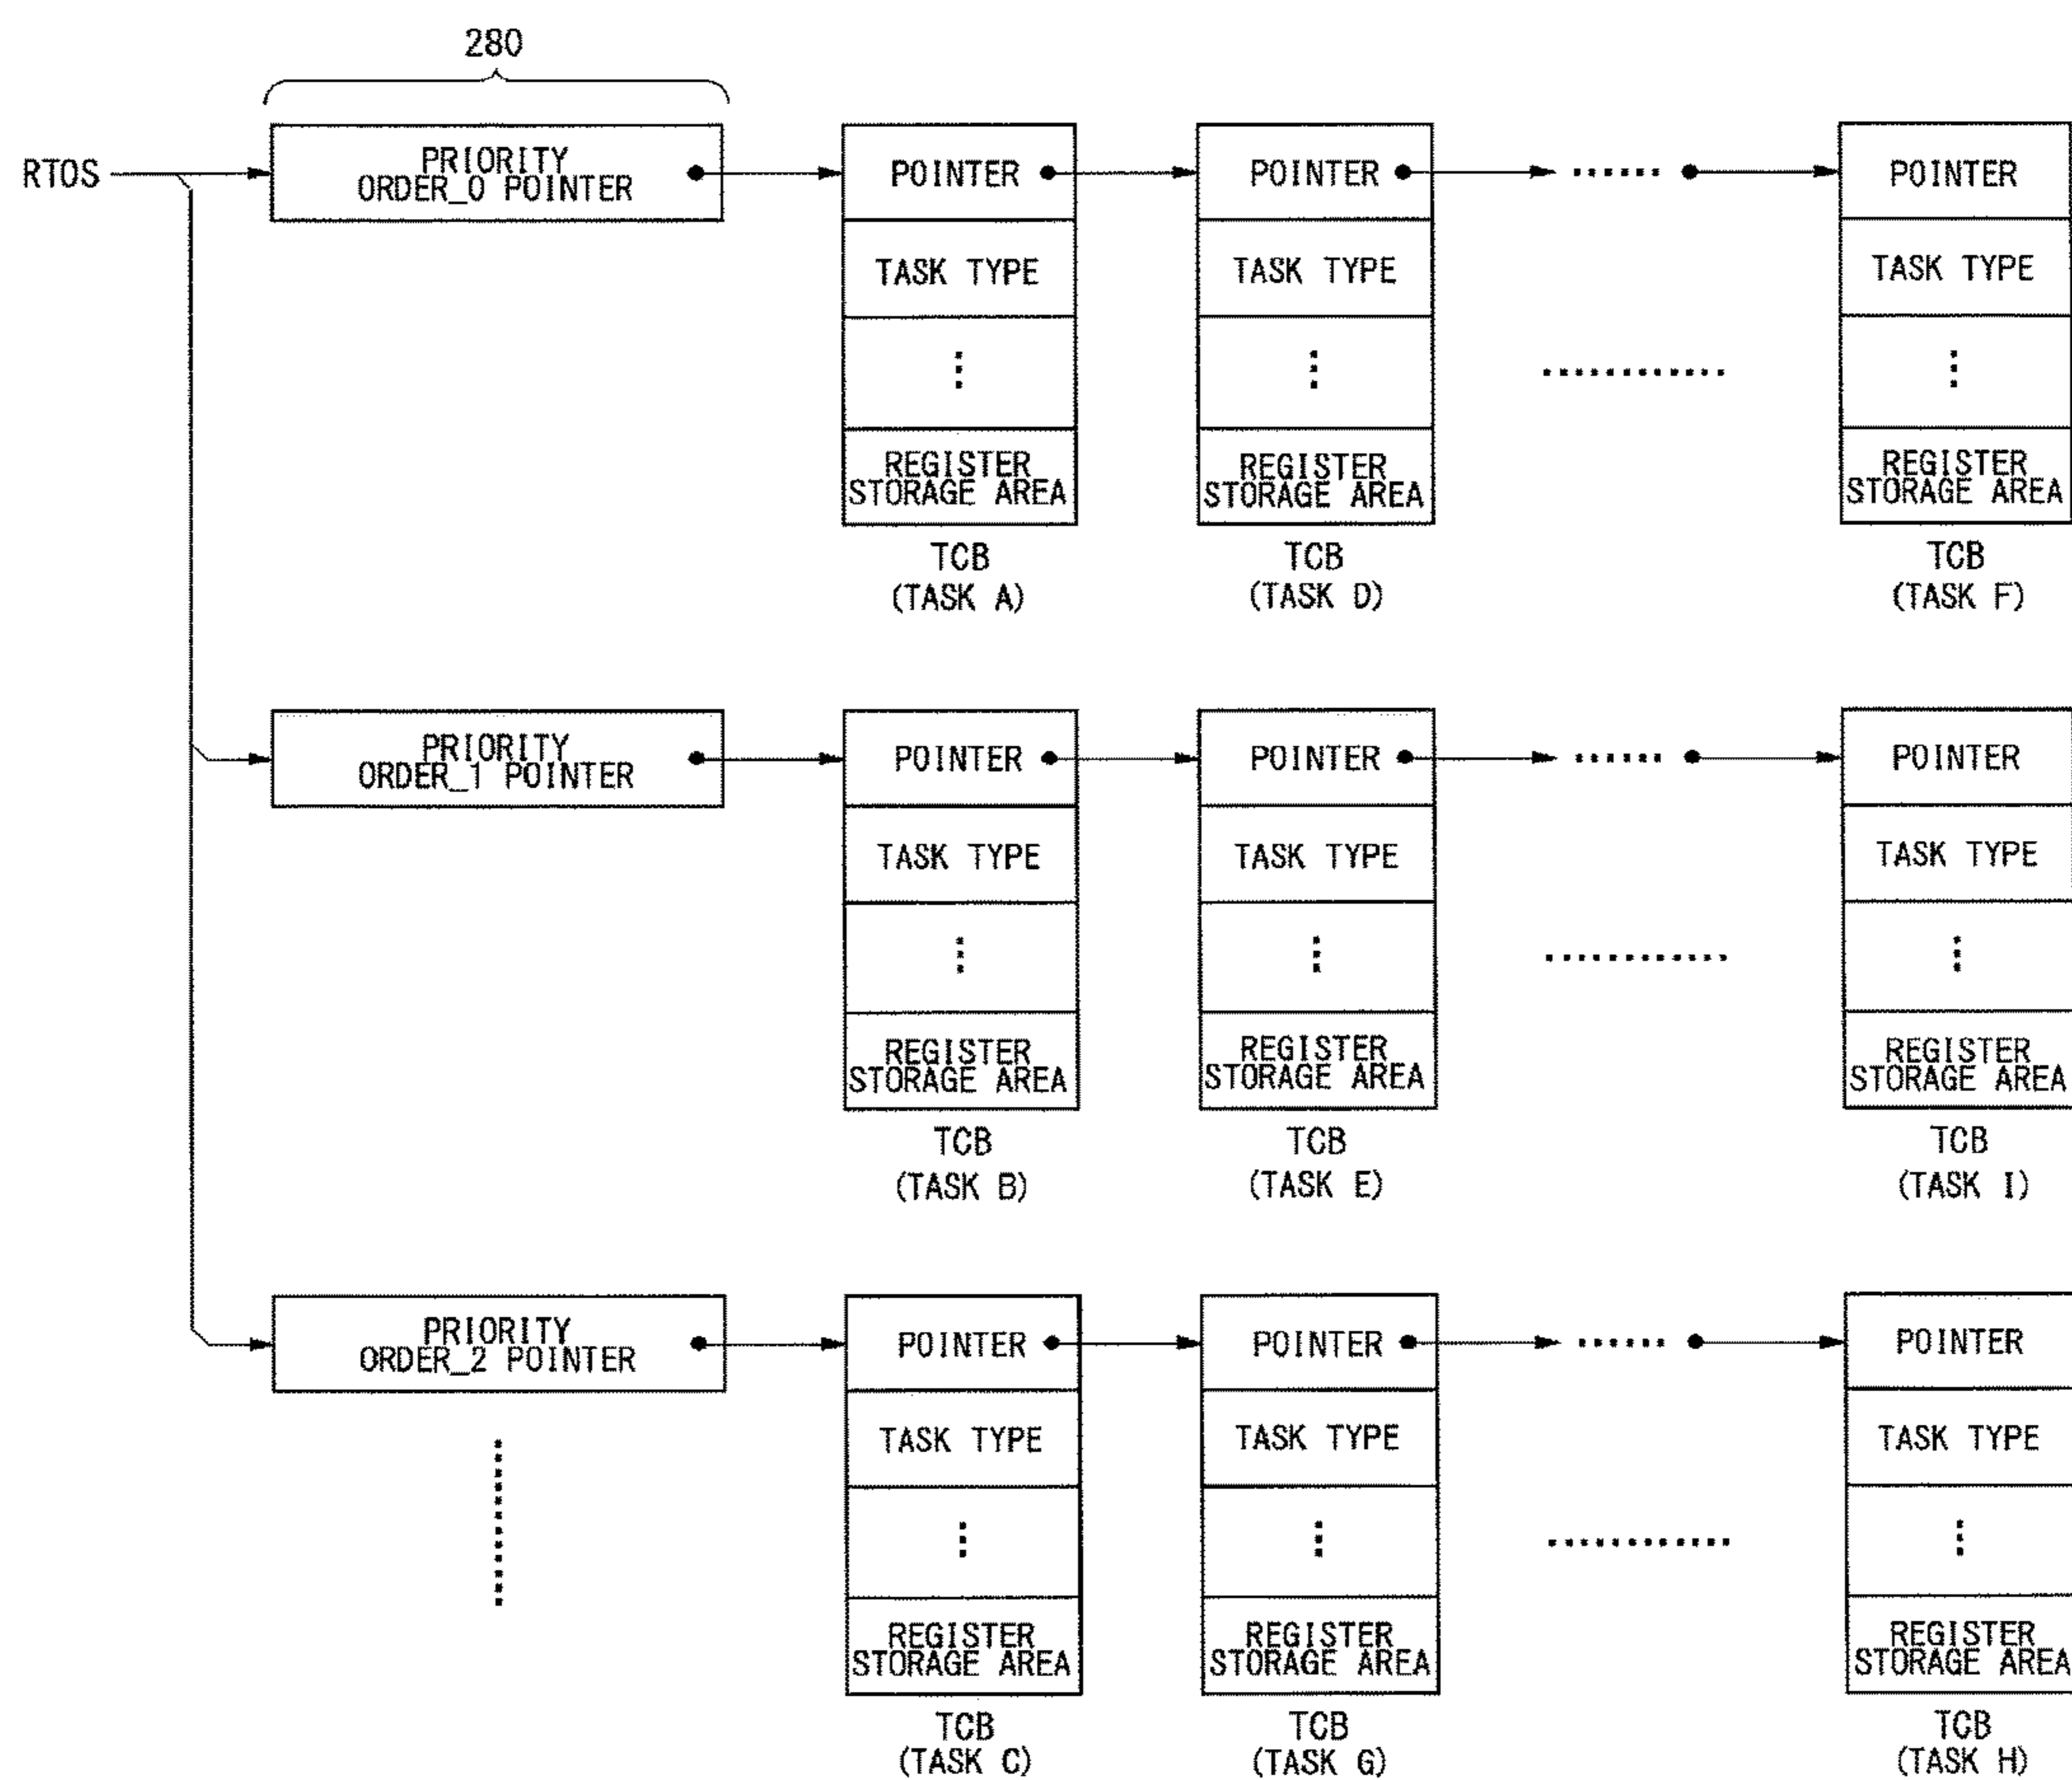 280
RTOS
PRIORITY
ORDER_0 POINTER
POINTER
POINTER
POINTER
TASK TYPE
TASK TYPE
TASK TYPE
REGISTER
STORAGE AREA
REGISTER
STORAGE AREA
REGISTER
STORAGE AREA
TCB
(TASK A)
TCB
(TASK D)
TCB
(TASK F)
PRIORITY
ORDER_1 POINTER
POINTER
POINTER
POINTER
TASK TYPE
TASK TYPE
TASK TYPE
REGISTER
STORAGE AREA
REGISTER
STORAGE AREA
REGISTER
STORAGE AREA
TCB
(TASK B)
TCB
(TASK E)
TCB
(TASK I)
PRIORITY
ORDER_2 POINTER
POINTER
POINTER
POINTER
TASK TYPE
TASK TYPE
TASK TYPE
REGISTER
STORAGE AREA
REGISTER
STORAGE AREA
REGISTER
STORAGE AREA
TCB
(TASK C)
TCB
(TASK G)
TCB
(TASK H)